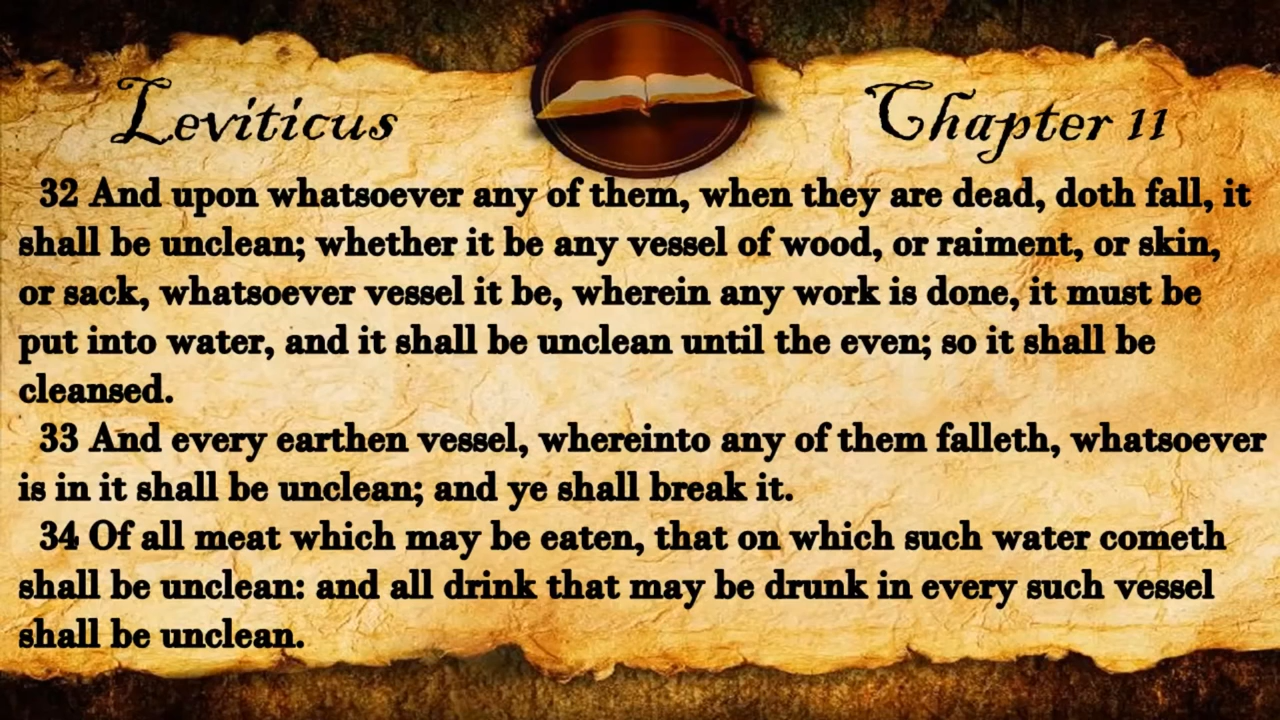 Leviticus Chapter 11
32 And upon whatsoever any of them, when they are dead, doth fall, it
shall be unclean; whether it be any vessel of wood, or raiment, or skin,
or sack, whatsoever vessel it be, wherein any work is done, it must be
put into water, and it shall be unclean until the even; so it shall be
cleansed.
33 And every earthen vessel, whereinto any of them falleth, whatsoever
is in it shall be unclean; and ye shall break it.
34 Of all meat which may be eaten, that on which such water cometh
shall be unclean: and all drink that may be drunk in every such vessel
shall be unclean.